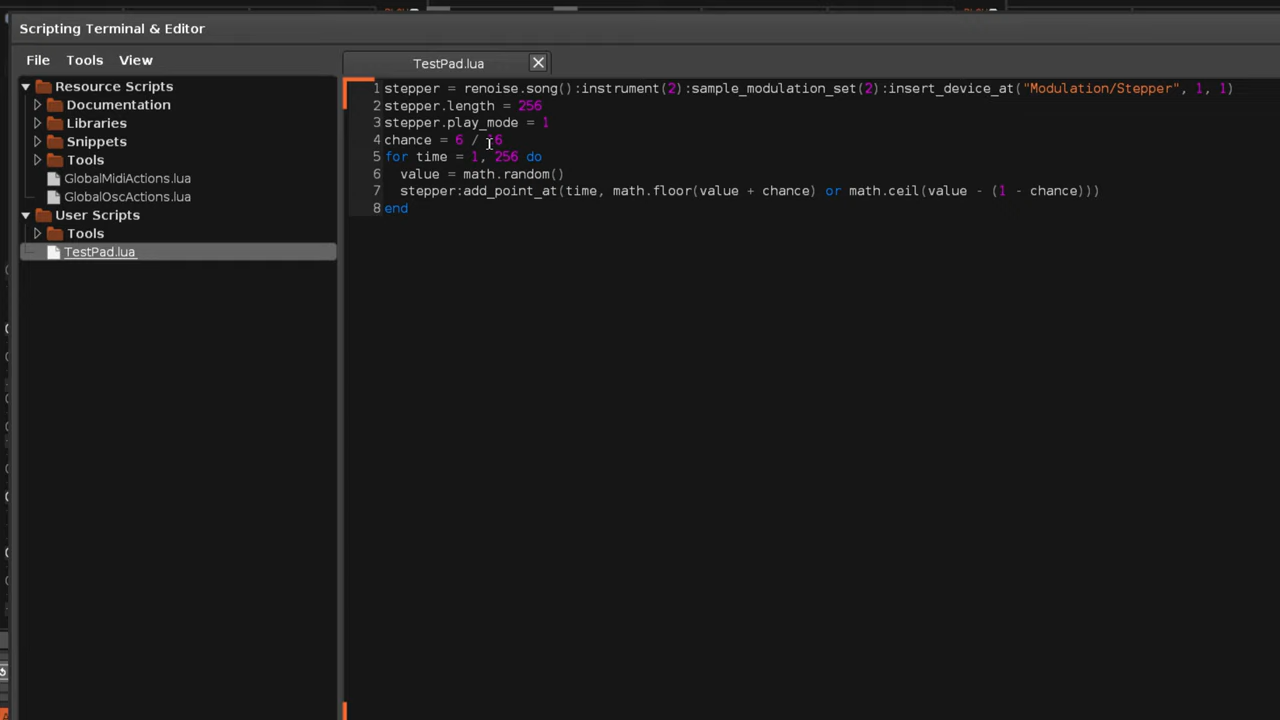 Scripting Terminal & Editor
File Tools View
TestPad.lua
Resource Scripts
Documentation
Libraries
Snippets
Tools
GlobalMidiActions.lua
GlobalOscActions.lua
User Scripts
Tools
TestPad.lua
1 stepper = renoise.song():instrument(2):sample_modulation_set(2):insert_device_at("Modulation/Stepper", 1, 1)
2 stepper.length = 256
3 stepper.play_mode = 1
4 chance = 6 / 16
5 for time = 1, 256 do
6 value = math.random()
7 stepper:add_point_at(time, math.floor(value + chance) or math.ceil(value - (1 - chance)))
8 end